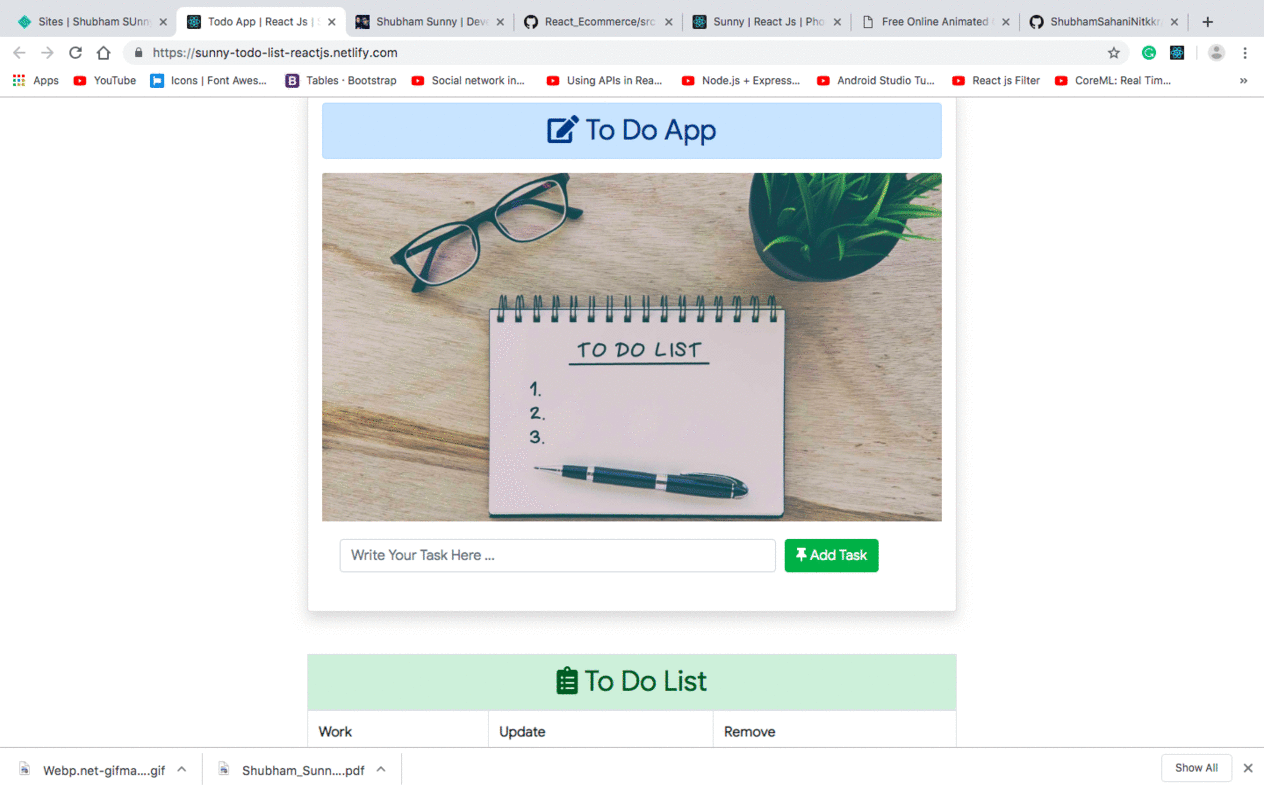 Sites | Shubham SUnn
Todo App | React Js | S
Shubham Sunny | Deve
React_Ecommerce/src
Sunny | React Js | Pho
Free Online Animated
ShubhamSahaniNitkkr
https://sunny-todo-list-reactjs.netlify.com
Apps
YouTube
Icons | Font Awes...
B Tables · Bootstrap
Social network in...
Using APIs in Rea...
Node.js + Express...
Android Studio Tu...
React js Filter
CoreML: Real Tim...
To Do App
TO DO LIST
1.
2.
3.
Write Your Task Here ...
Add Task
To Do List
Work Update Remove
Webp.net-gifma....gif
Shubham_Sunn....pdf
Show All